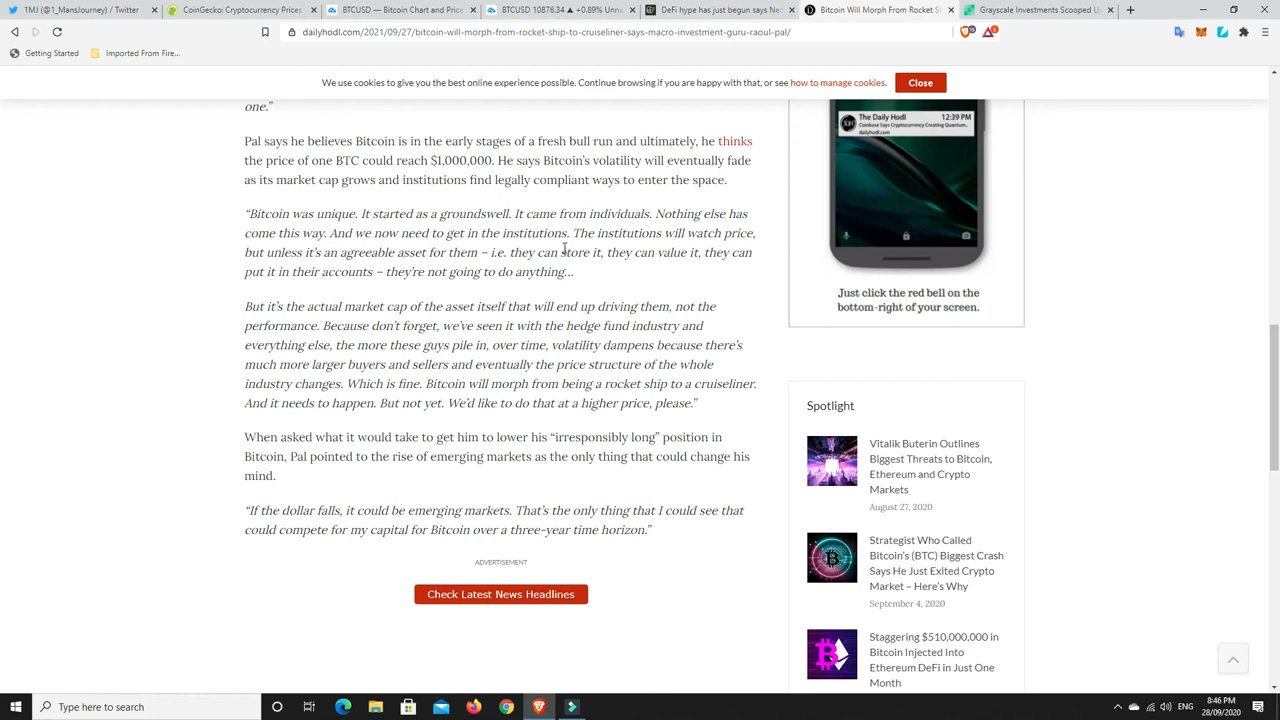 1MJ (@1_MansJourney) / Twitter
CoinGecko: Cryptocurrency Prices
BTCUSD — Bitcoin Chart and Price
BTCUSD 10876.34 ▲ +0.89% Unna
DeFi hype has just begun says Ne
Bitcoin Will Morph From Rocket Sh
Grayscale Investments Scooped Up
dailyhodl.com/2021/09/27/bitcoin-will-morph-from-rocket-ship-to-cruiseliner-says-macro-investment-guru-raoul-pal/
Getting Started
Imported From Fire...
We use cookies to give you the best online experience possible. Continue browsing if you are happy with that, or see how to manage cookies.
Close
one.”
Pal says he believes Bitcoin is in the early stages of a fresh bull run and ultimately, he thinks
the price of one BTC could reach $1,000,000. He says Bitcoin’s volatility will eventually fade
as its market cap grows and institutions find legally compliant ways to enter the space.
“Bitcoin was unique. It started as a groundswell. It came from individuals. Nothing else has
come this way. And we now need to get in the institutions. The institutions will watch price,
but unless it’s an agreeable asset for them – i.e. they can store it, they can value it, they can
put it in their accounts – they’re not going to do anything…
But it’s the actual market cap of the asset itself that will end up driving them, not the
performance. Because don’t forget, we’ve seen it with the hedge fund industry and
everything else, the more these guys pile in, over time, volatility dampens because there’s
much more larger buyers and sellers and eventually the price structure of the whole
industry changes. Which is fine. Bitcoin will morph from being a rocket ship to a cruiseliner.
And it needs to happen. But not yet. We’d like to do that at a higher price, please.”
When asked what it would take to get him to lower his “irresponsibly long” position in
Bitcoin, Pal pointed to the rise of emerging markets as the only thing that could change his
mind.
“If the dollar falls, it could be emerging markets. That’s the only thing that I could see that
could compete for my capital for Bitcoin over a three-year time horizon.”
ADVERTISEMENT
Check Latest News Headlines
The Daily Hodl
12:39 PM
Coinbase Says Cryptocurrency Creating Quantum..
dailyhodl.com
Just click the red bell on the
bottom-right of your screen.
Spotlight
Vitalik Buterin Outlines
Biggest Threats to Bitcoin,
Ethereum and Crypto
Markets
August 27, 2020
Strategist Who Called
Bitcoin’s (BTC) Biggest Crash
Says He Just Exited Crypto
Market – Here’s Why
September 4, 2020
Staggering $510,000,000 in
Bitcoin Injected Into
Ethereum DeFi in Just One
Month
Type here to search
ENG
8:46 PM
28/09/2020